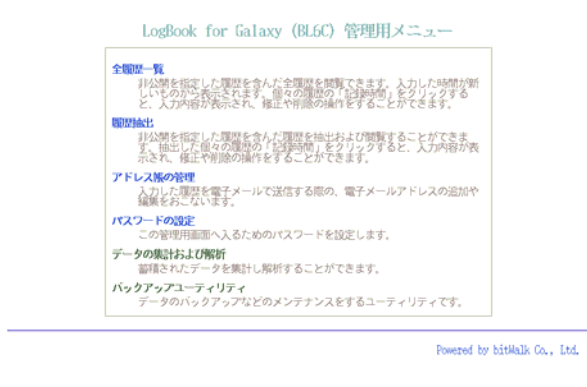 LogBook for Galaxy (BL6C) 管理用メニュー
全履歴一覧
非公開を指定した履歴を含んだ全履歴を閲覧できます。入力した時間が新
しいものから表示されます。個々の履歴の「記録時間」をクリックする
と、入力内容が表示され、修正や削除の操作をすることができます。
履歴抽出
非公開を指定した履歴を含んだ履歴を抽出および閲覧することができま
す。抽出した個々の履歴の「記録時間」をクリックすると、入力内容が表
示され、修正や削除の操作をすることができます。
アドレス帳の管理
入力した履歴を電子メールで送信する際の、電子メールアドレスの追加や
編集をおこないます。
パスワードの設定
この管理用画面へ入るためのパスワードを設定します。
データの集計および解析
蓄積されたデータを集計し解析することができます。
バックアップユーティリティ
データのバックアップなどのメンテナンスをするユーティリティです。
Powered by bitWalk Co., Ltd.